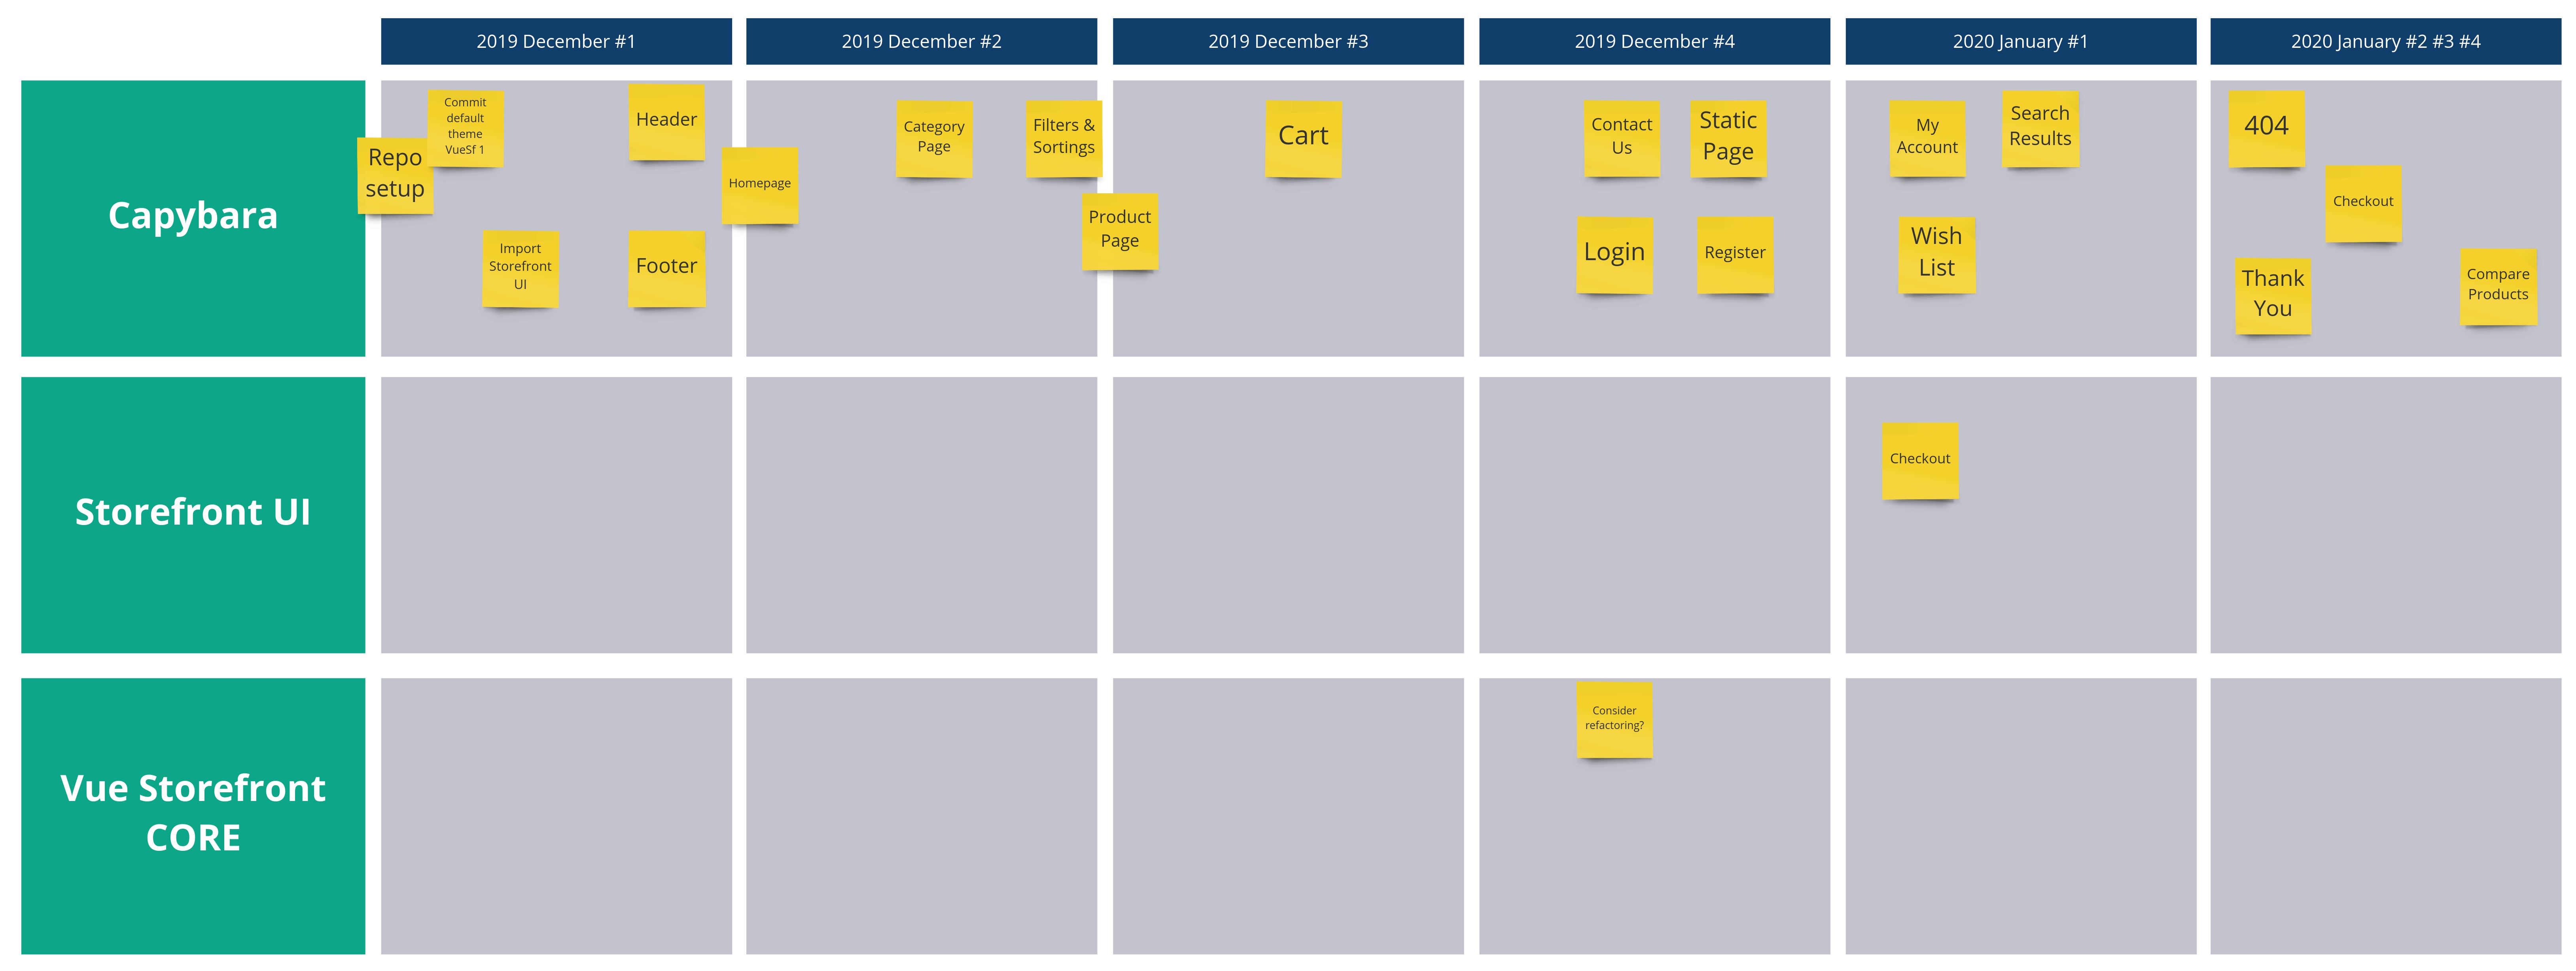 2019 December #1
2019 December #2
2019 December #3
2019 December #4
2020 January #1
2020 January #2 #3 #4
Capybara
Repo
setup
Commit
default
theme
VueSf 1
Import
Storefront
UI
Header
Footer
Homepage
Category
Page
Filters &
Sortings
Product
Page
Cart
Contact
Us
Static
Page
Login
Register
My
Account
Search
Results
Wish
List
404
Checkout
Thank
You
Compare
Products
Storefront UI
Checkout
Vue Storefront
CORE
Consider
refactoring?